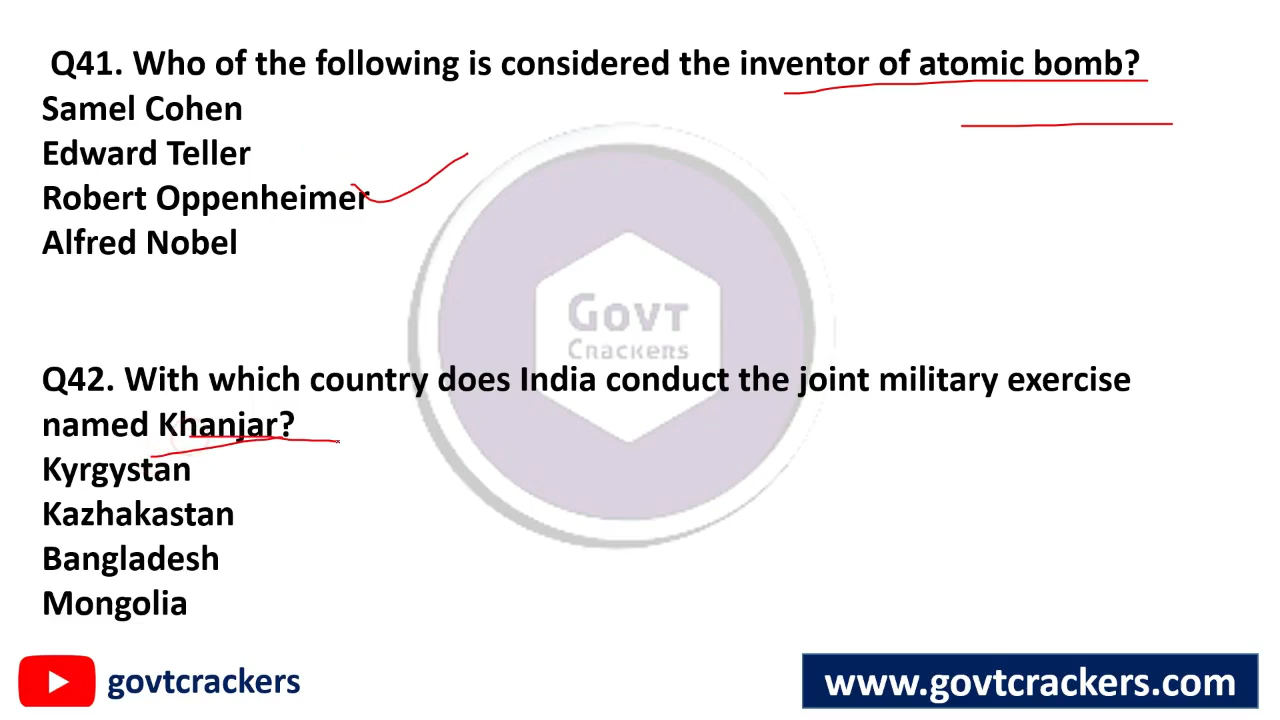 Q41. Who of the following is considered the inventor of atomic bomb?
Samel Cohen
Edward Teller
Robert Oppenheimer
Alfred Nobel
GOVT
CRACKERS
Q42. With which country does India conduct the joint military exercise
named Khanjar?
Kyrgystan
Kazhakastan
Bangladesh
Mongolia
govtcrackers
www.govtcrackers.com